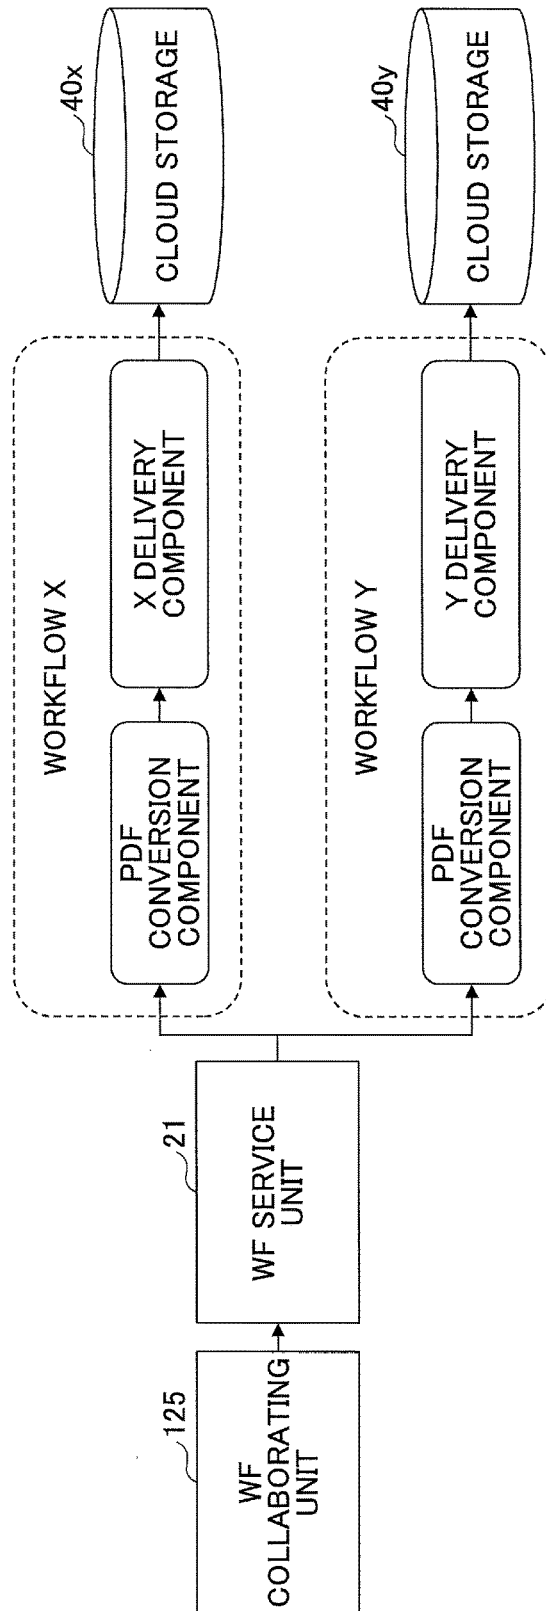 125
WF
COLLABORATING
UNIT
21
WF SERVICE
UNIT
WORKFLOW X
PDF
CONVERSION
COMPONENT
X DELIVERY
COMPONENT
40x
CLOUD STORAGE
WORKFLOW Y
PDF
CONVERSION
COMPONENT
Y DELIVERY
COMPONENT
40y
CLOUD STORAGE